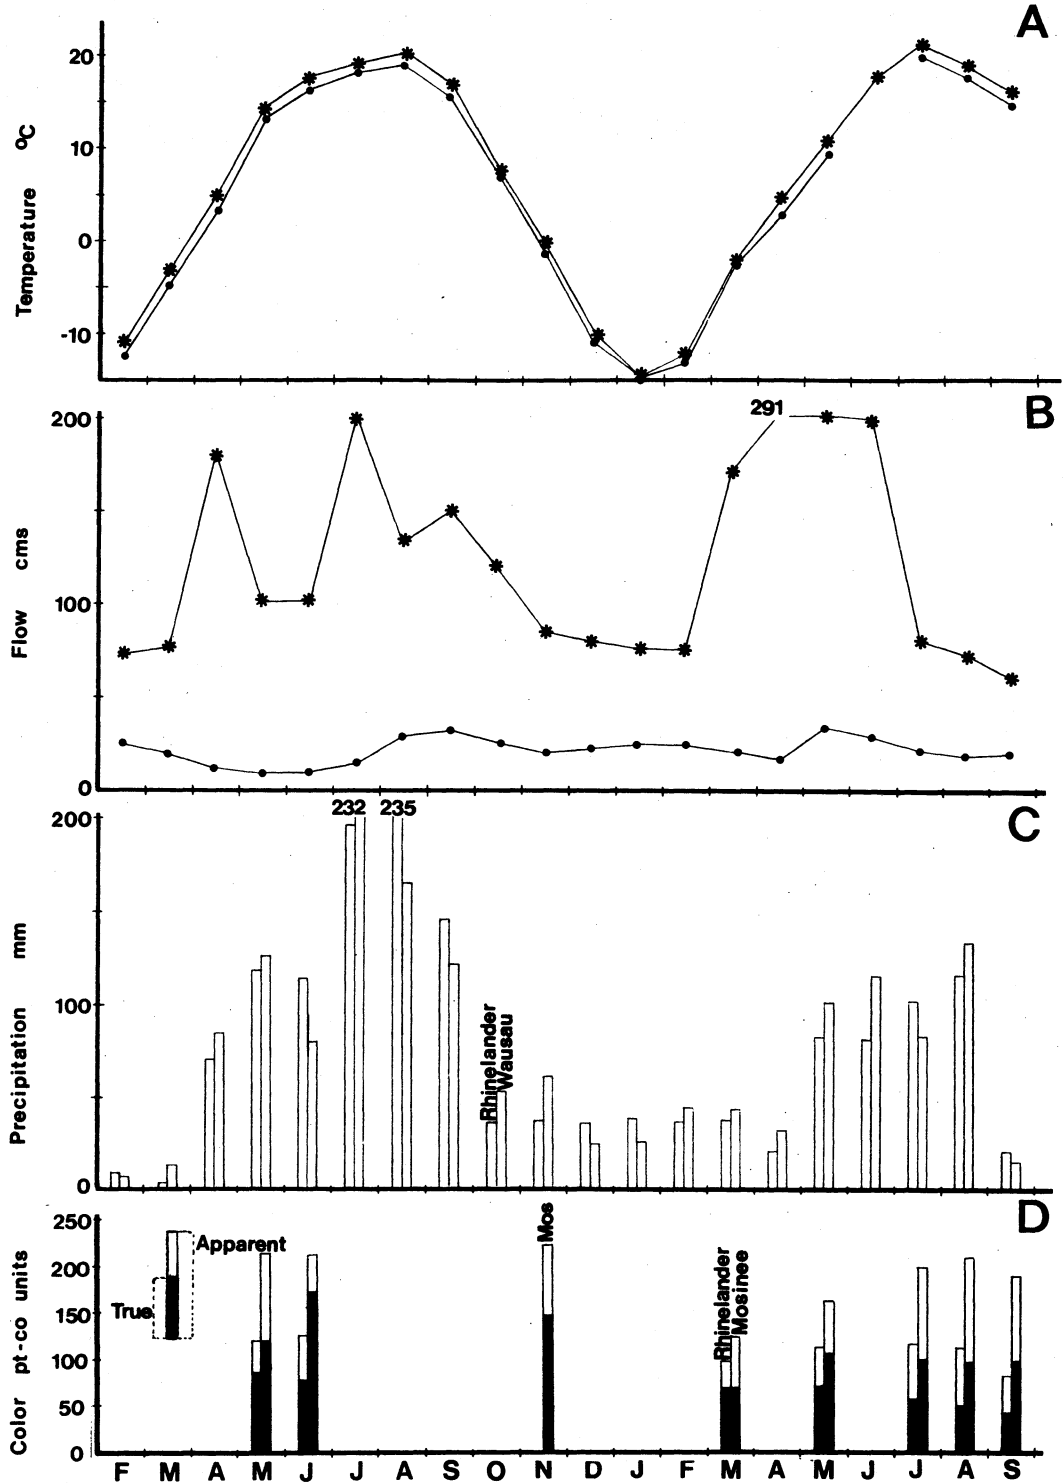 A
20
10
0
-10
Temperature °C
B
291
200
100
0
Flow cms
C
232 235
200
100
0
Precipitation mm
Rhinelander
Wausau
D
250
200
150
100
50
0
Color pt-co units
Apparent
True
Mos
Rhinelander
Mosinee
F M A M J J A S O N D J F M A M J J A S